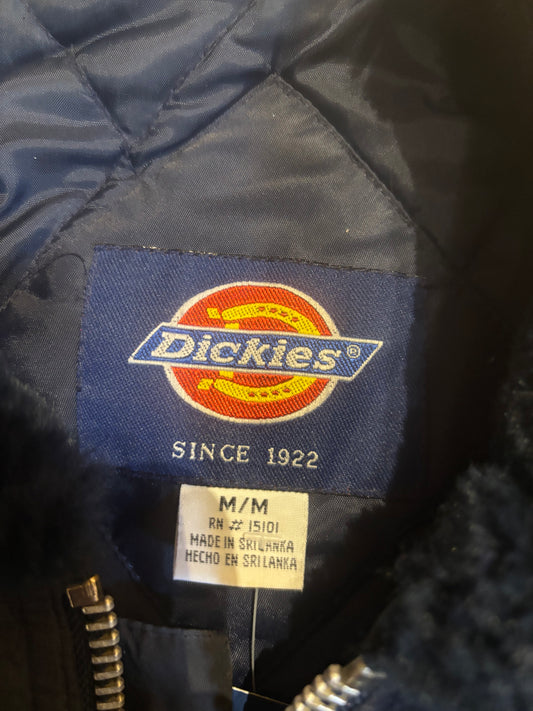 Dickies®
SINCE 1922
M/M
RN # 15101
MADE IN SRI LANKA
HECHO EN SRI LANKA